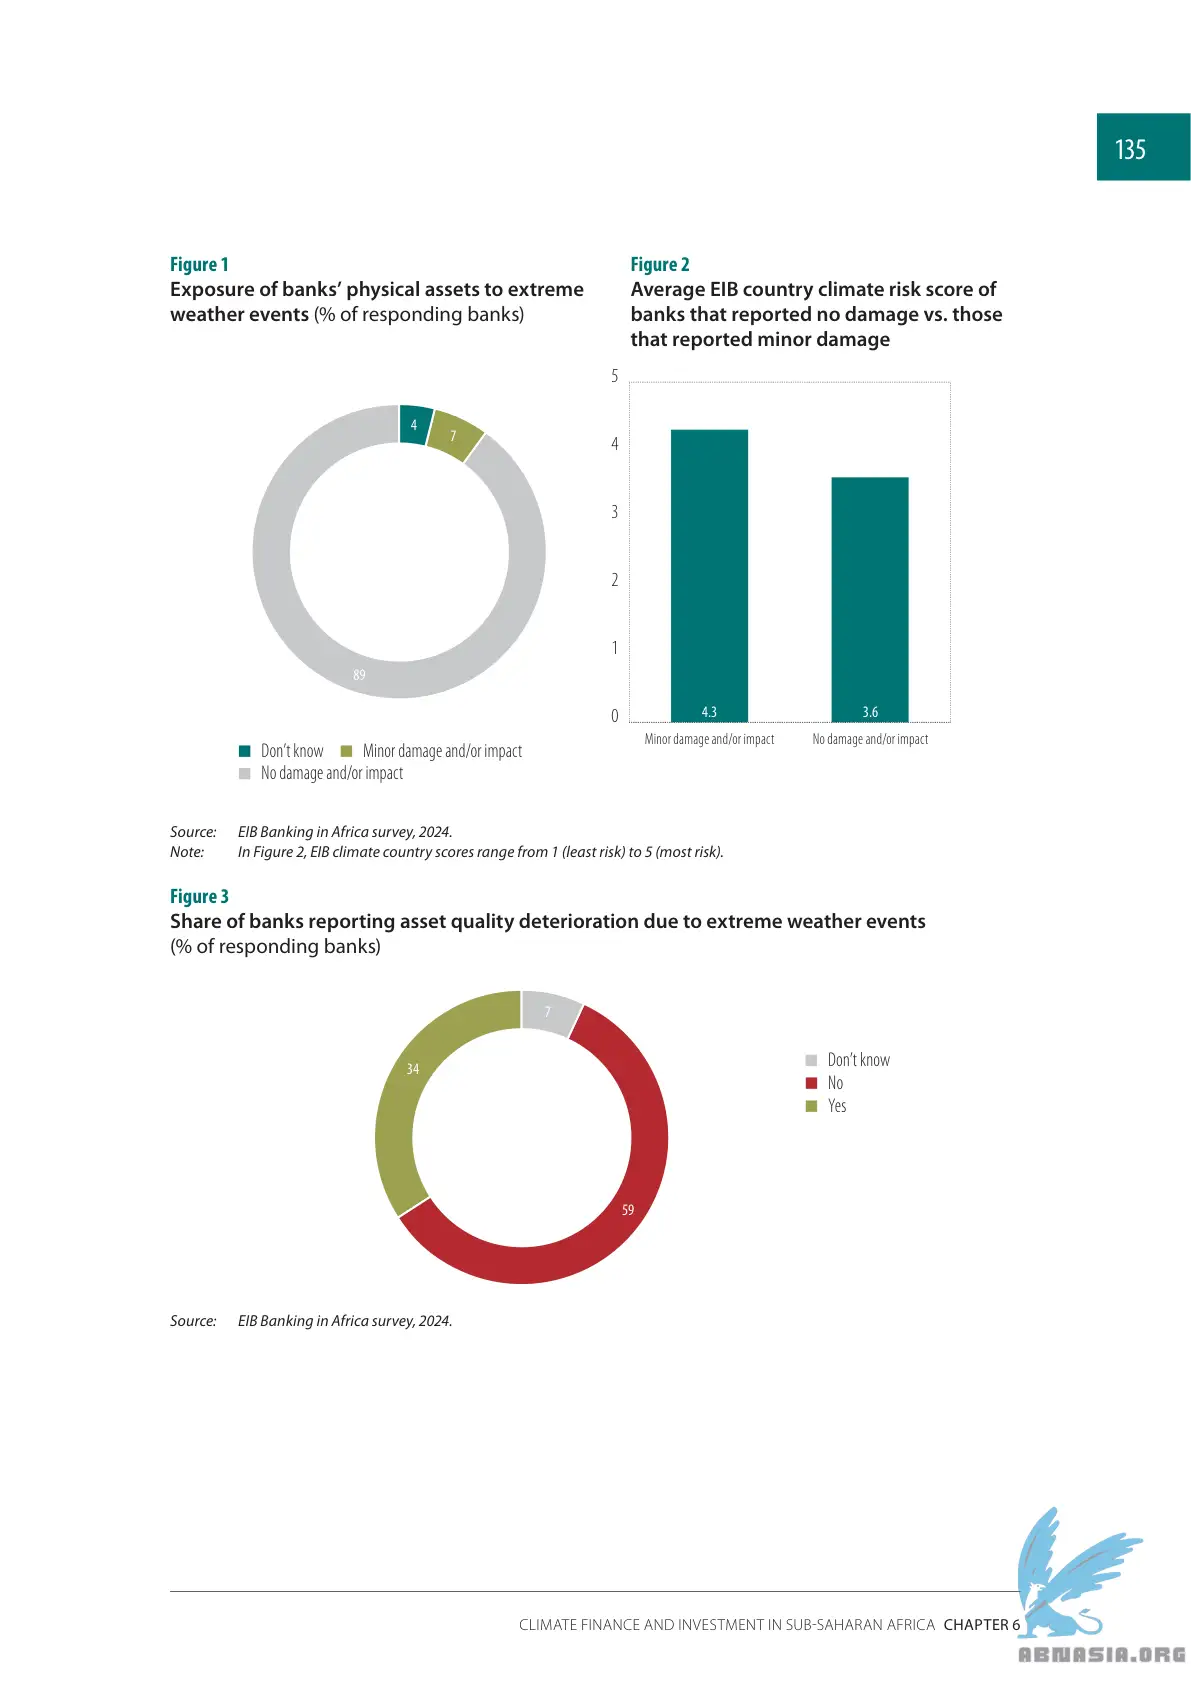 135
Figure 1
Exposure of banks’ physical assets to extreme
weather events (% of responding banks)
4
7
89
Don’t know
Minor damage and/or impact
No damage and/or impact
Figure 2
Average EIB country climate risk score of
banks that reported no damage vs. those
that reported minor damage
5
4
3
2
1
0
4.3
3.6
Minor damage and/or impact
No damage and/or impact
Source: EIB Banking in Africa survey, 2024.
Note: In Figure 2, EIB climate country scores range from 1 (least risk) to 5 (most risk).
Figure 3
Share of banks reporting asset quality deterioration due to extreme weather events
(% of responding banks)
7
34
59
Don’t know
No
Yes
Source: EIB Banking in Africa survey, 2024.
CLIMATE FINANCE AND INVESTMENT IN SUB-SAHARAN AFRICA CHAPTER 6
ABNASIA.ORG